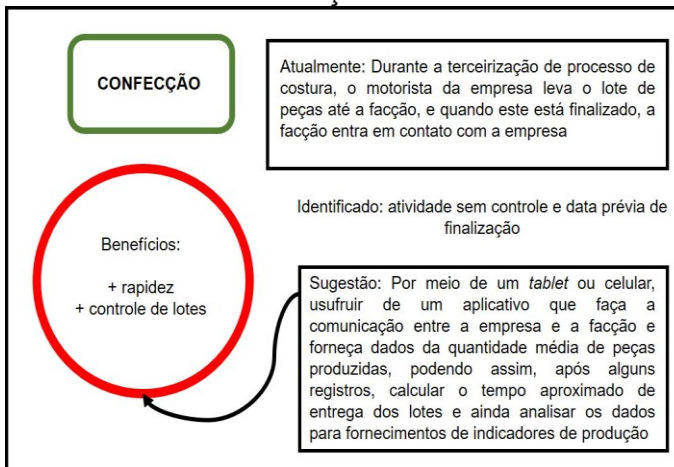 CONFECÇÃO
Atualmente: Durante a terceirização de processo de
costura, o motorista da empresa leva o lote de
peças até a facção, e quando este está finalizado, a
facção entra em contato com a empresa
Identificado: atividade sem controle e data prévia de
finalização
Benefícios:
+ rapidez
+ controle de lotes
Sugestão: Por meio de um tablet ou celular,
usufruir de um aplicativo que faça a
comunicação entre a empresa e a facção e
forneça dados da quantidade média de peças
produzidas, podendo assim, após alguns
registros, calcular o tempo aproximado de
entrega dos lotes e ainda analisar os dados
para fornecimentos de indicadores de produção